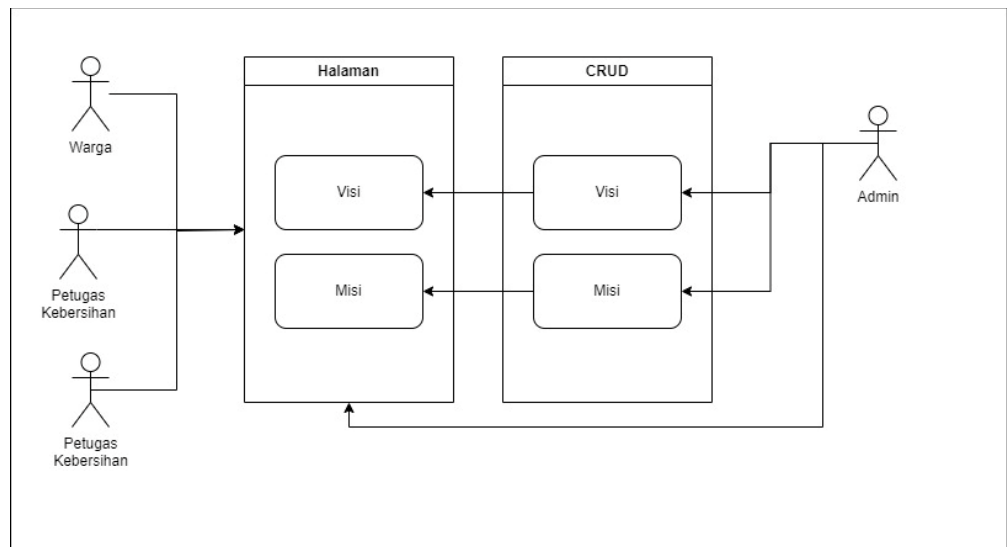 Halaman
CRUD
Warga
Visi
Visi
Admin
Petugas
Kebersihan
Misi
Misi
Petugas
Kebersihan